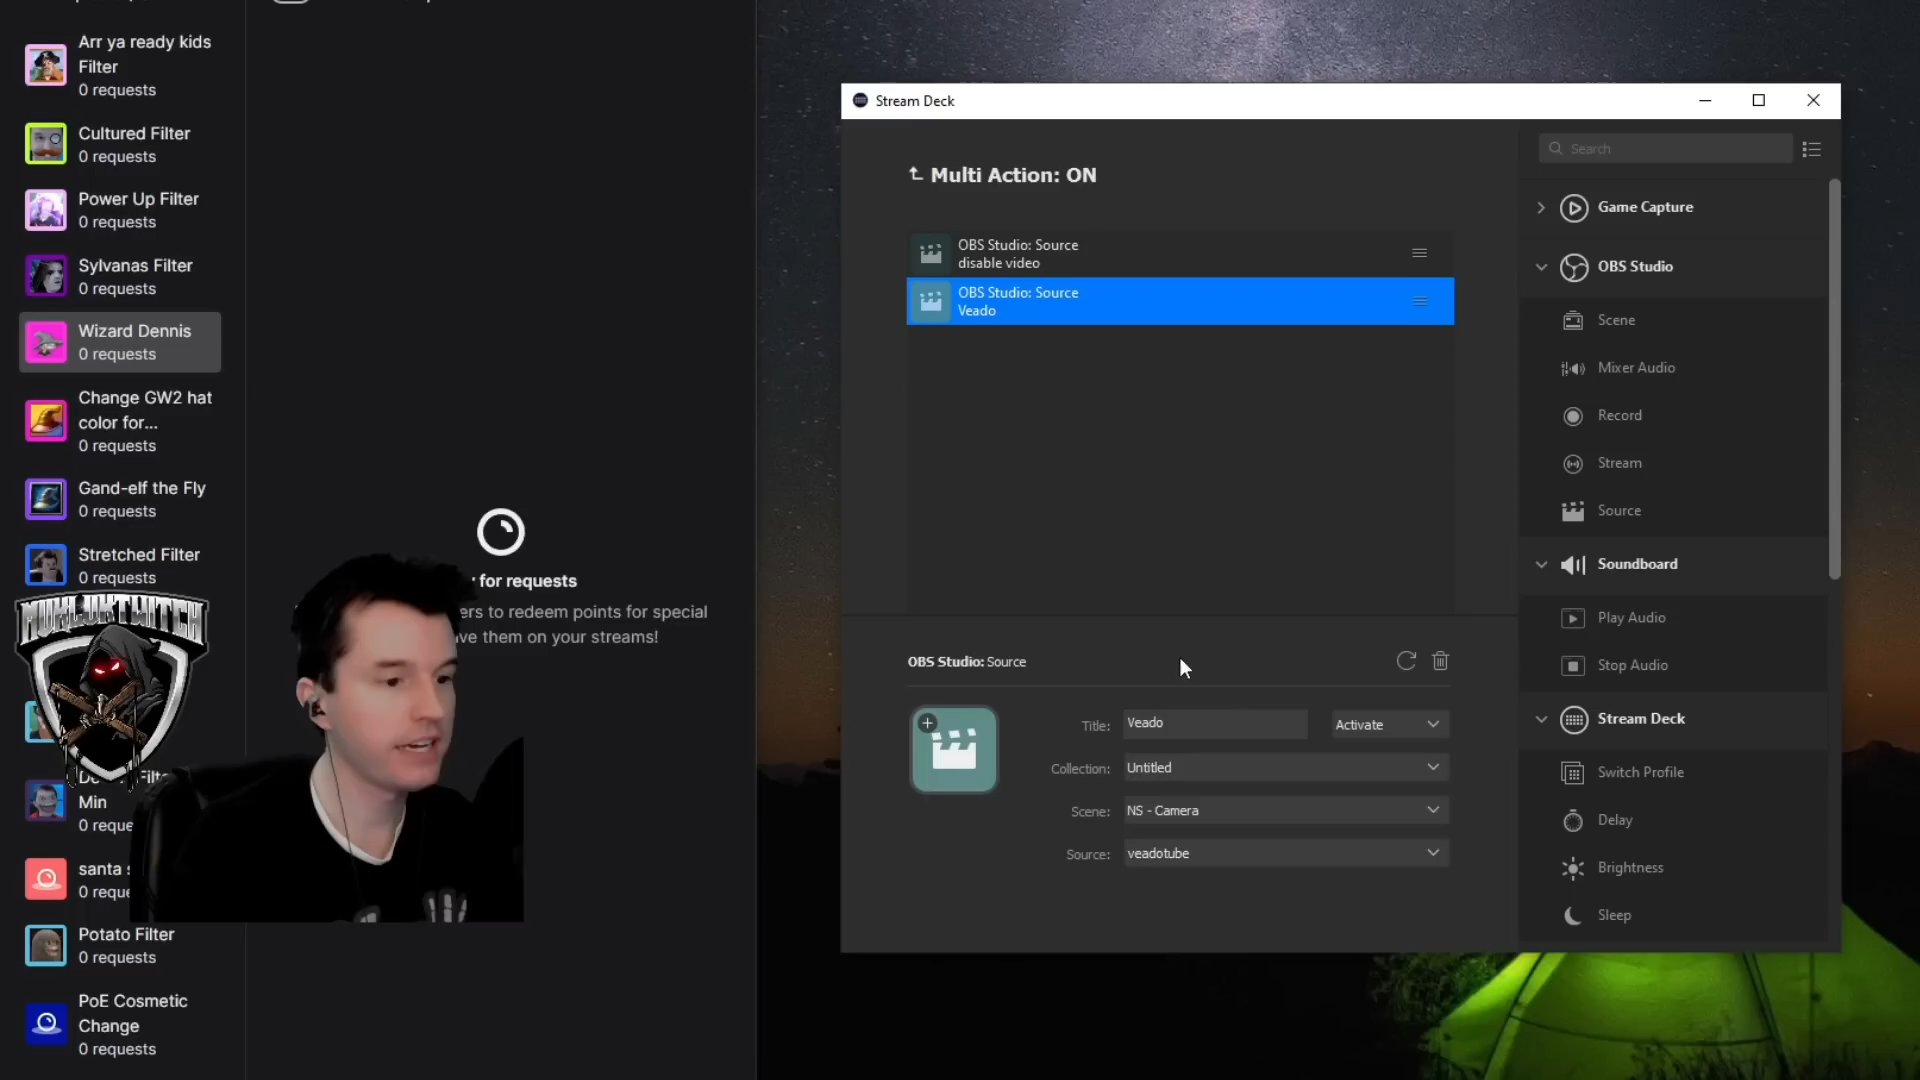 Arr ya ready kids
Filter
0 requests
Cultured Filter
0 requests
Power Up Filter
0 requests
Sylvanas Filter
0 requests
Wizard Dennis
0 requests
Change GW2 hat
color for...
0 requests
Gand-elf the Fly
0 requests
Stretched Filter
0 requests
MUKLUKTWITCH
Min
0 reque
santa
0 reque
Potato Filter
0 requests
PoE Cosmetic
Change
0 requests
for requests
ers to redeem points for special
ve them on your streams!
Stream Deck
Multi Action: ON
OBS Studio: Source
disable video
OBS Studio: Source
Veado
OBS Studio: Source
Title: Veado Activate
Collection: Untitled
Scene: NS - Camera
Source: veadotube
Search
Game Capture
OBS Studio
Scene
Mixer Audio
Record
Stream
Source
Soundboard
Play Audio
Stop Audio
Stream Deck
Switch Profile
Delay
Brightness
Sleep